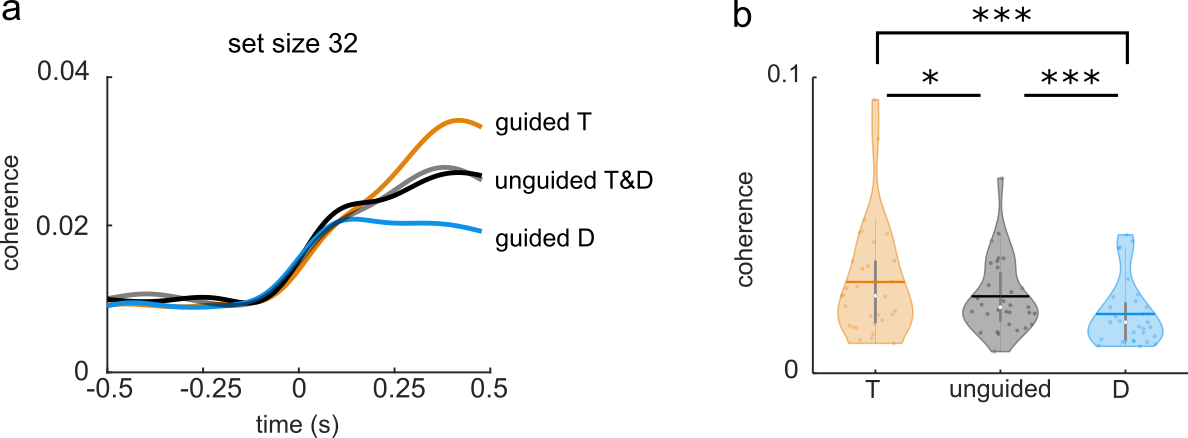 a
set size 32
0.04
0.02
0
coherence
guided T
unguided T&D
guided D
-0.5
-0.25
0
0.25
0.5
time (s)
b
***
*
***
0.1
0
coherence
T
unguided
D